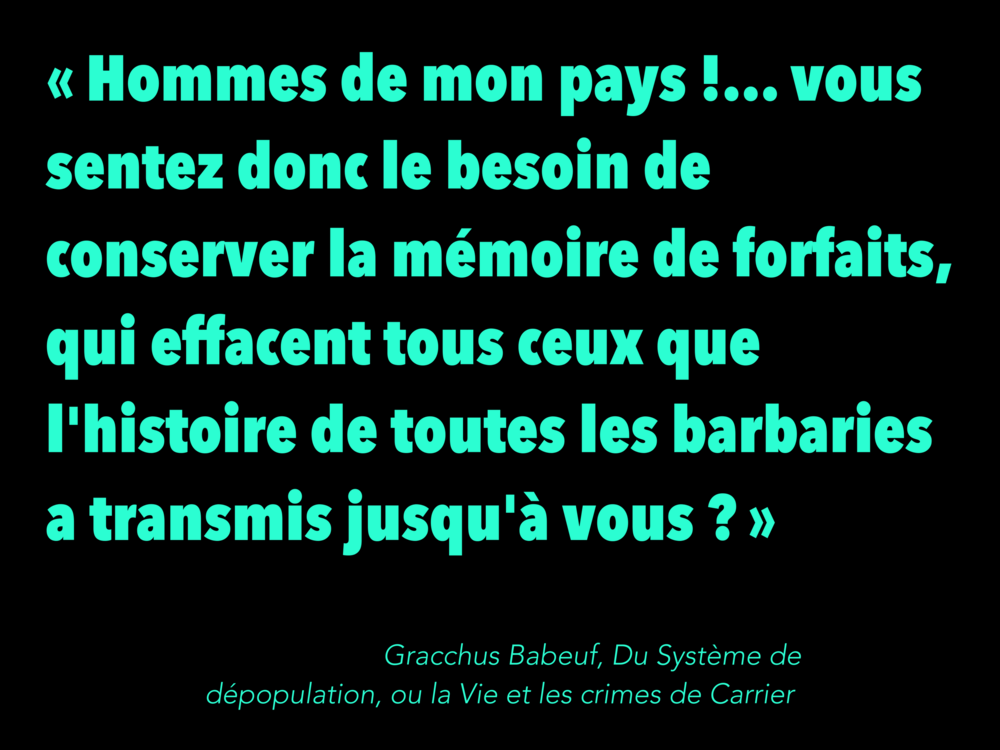 « Hommes de mon pays !... vous
sentez donc le besoin de
conserver la mémoire de forfaits,
qui effacent tous ceux que
l'histoire de toutes les barbaries
a transmis jusqu'à vous ? »
Gracchus Babeuf, Du Système de
dépopulation, ou la Vie et les crimes de Carrier